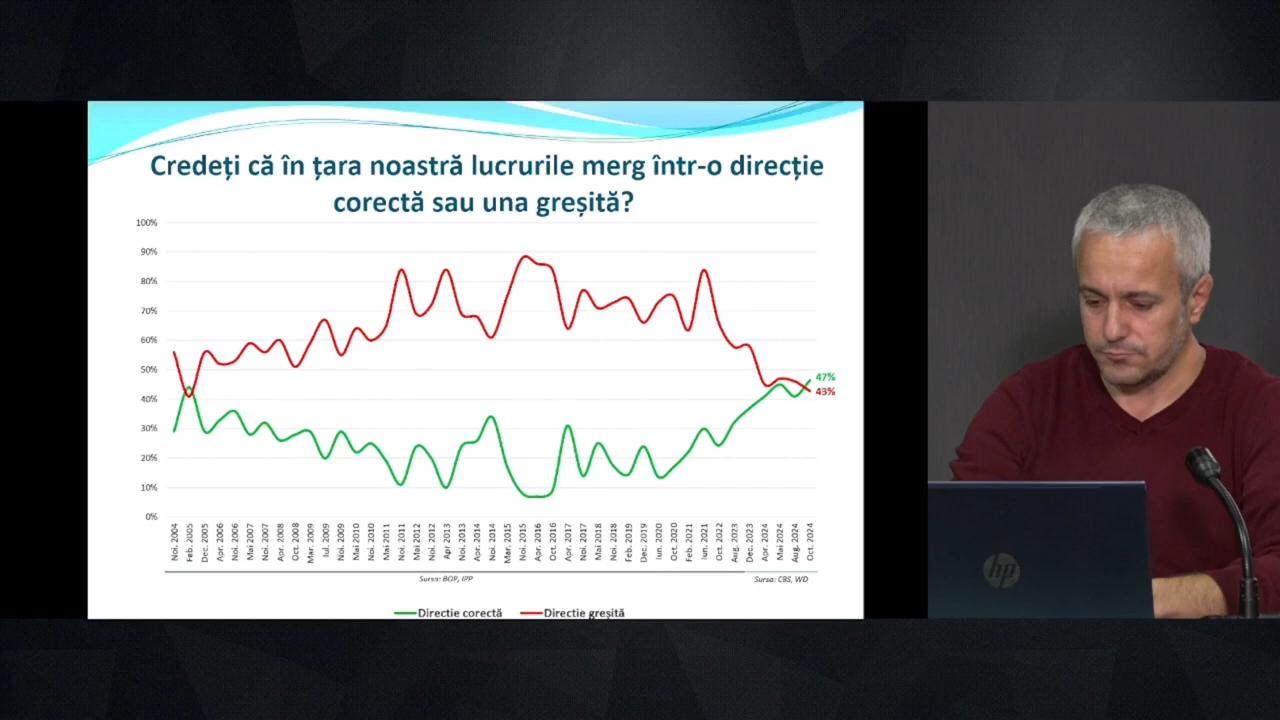 Credeți că în țara noastră lucrurile merg într-o direcție
corectă sau una greșită?
100%
90%
80%
70%
60%
50%
40%
30%
20%
10%
0%
47%
43%
Noi. 2004
Feb. 2005
Dec. 2005
Apr. 2006
Noi. 2006
Mai 2007
Noi. 2007
Apr. 2008
Oct. 2008
Mar. 2009
Iul. 2009
Noi. 2009
Mai 2010
Noi. 2010
Mai 2011
Noi. 2011
Apr. 2012
Noi. 2012
Apr 2013
Noi. 2013
Apr. 2014
Noi. 2014
Mar. 2015
Noi. 2015
Apr. 2016
Oct. 2016
Apr. 2017
Noi. 2017
Mai 2018
Noi. 2018
Feb. 2019
Dec. 2019
Iun. 2020
Oct. 2020
Feb. 2021
Iun. 2021
Oct. 2022
Aug. 2023
Dec. 2023
Apr. 2024
Mai 2024
Aug. 2024
Oct. 2024
Sursa: BOP, IPP
Sursa: CBS, WD
Direcție corectă
Direcție greșită
hp